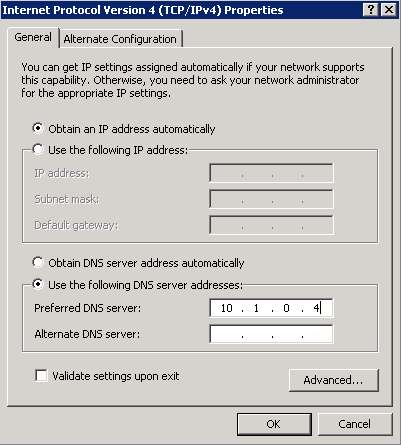 Internet Protocol Version 4 (TCP/IPv4) Properties
General
Alternate Configuration
You can get IP settings assigned automatically if your network supports
this capability. Otherwise, you need to ask your network administrator
for the appropriate IP settings.
Obtain an IP address automatically
Use the following IP address:
IP address:
Subnet mask:
Default gateway:
Obtain DNS server address automatically
Use the following DNS server addresses:
Preferred DNS server: 10 . 1 . 0 . 4
Alternate DNS server:
Validate settings upon exit
Advanced...
OK Cancel